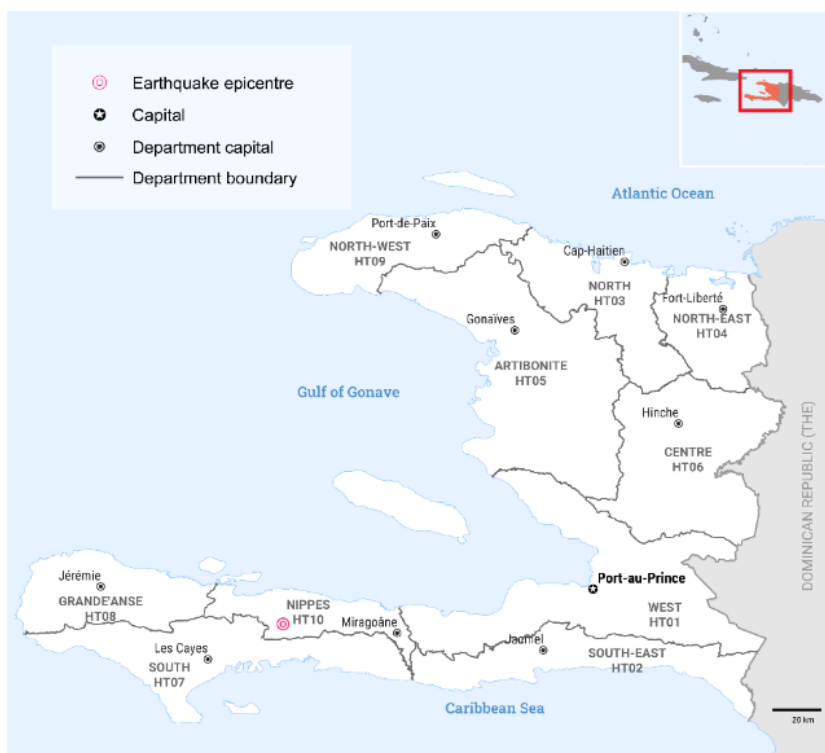 Earthquake epicentre
Capital
Department capital
Department boundary
Atlantic Ocean
Port-de-Paix
NORTH-WEST
HT09
Cap-Haitien
NORTH
HT03
Fort-Liberté
NORTH-EAST
HT04
Gonaïves
ARTIBONITE
HT05
Gulf of Gonave
Hinche
CENTRE
HT06
DOMINICAN REPUBLIC (THE)
Jérémie
GRANDE'ANSE
HT08
NIPPES
HT10
Miragoâne
Port-au-Prince
WEST
HT01
Les Cayes
SOUTH
HT07
Jacmel
SOUTH-EAST
HT02
Caribbean Sea
20 km